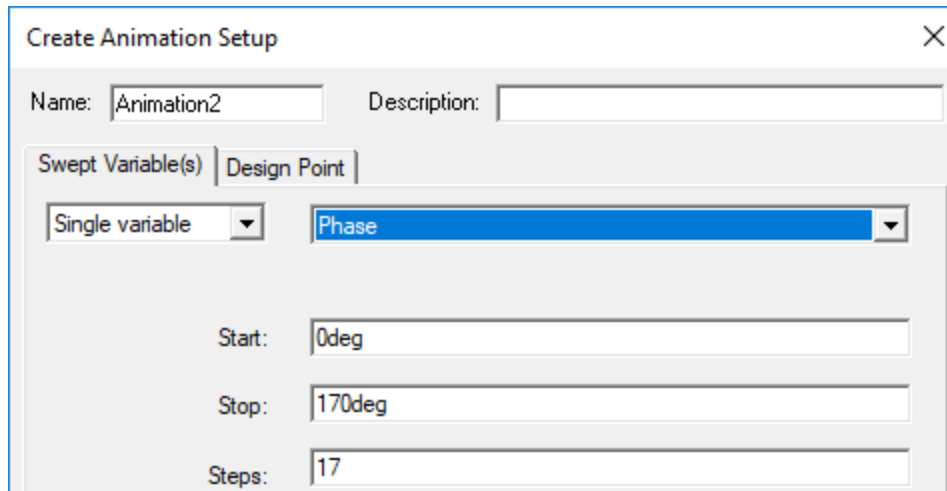 Create Animation Setup
Name: Animation2 Description:
Swept Variable(s) Design Point
Single variable Phase
Start: 0deg
Stop: 170deg
Steps: 17